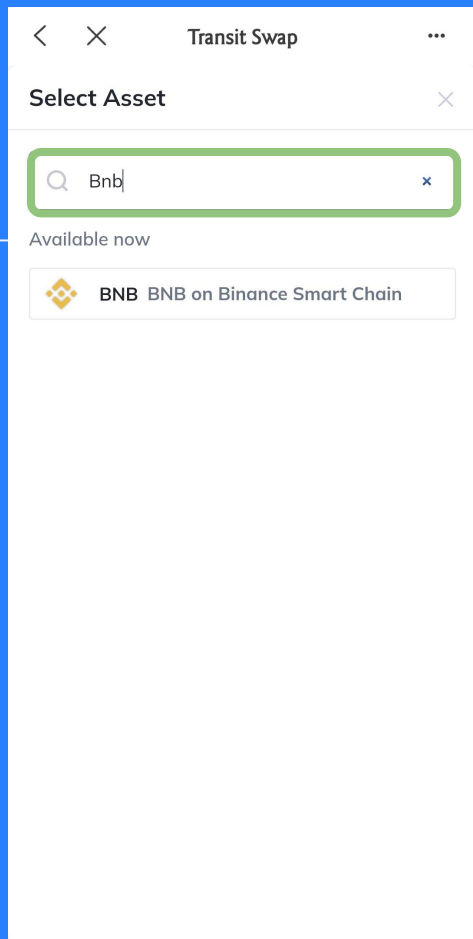 Transit Swap
Select Asset
Bnb
Available now
BNB BNB on Binance Smart Chain